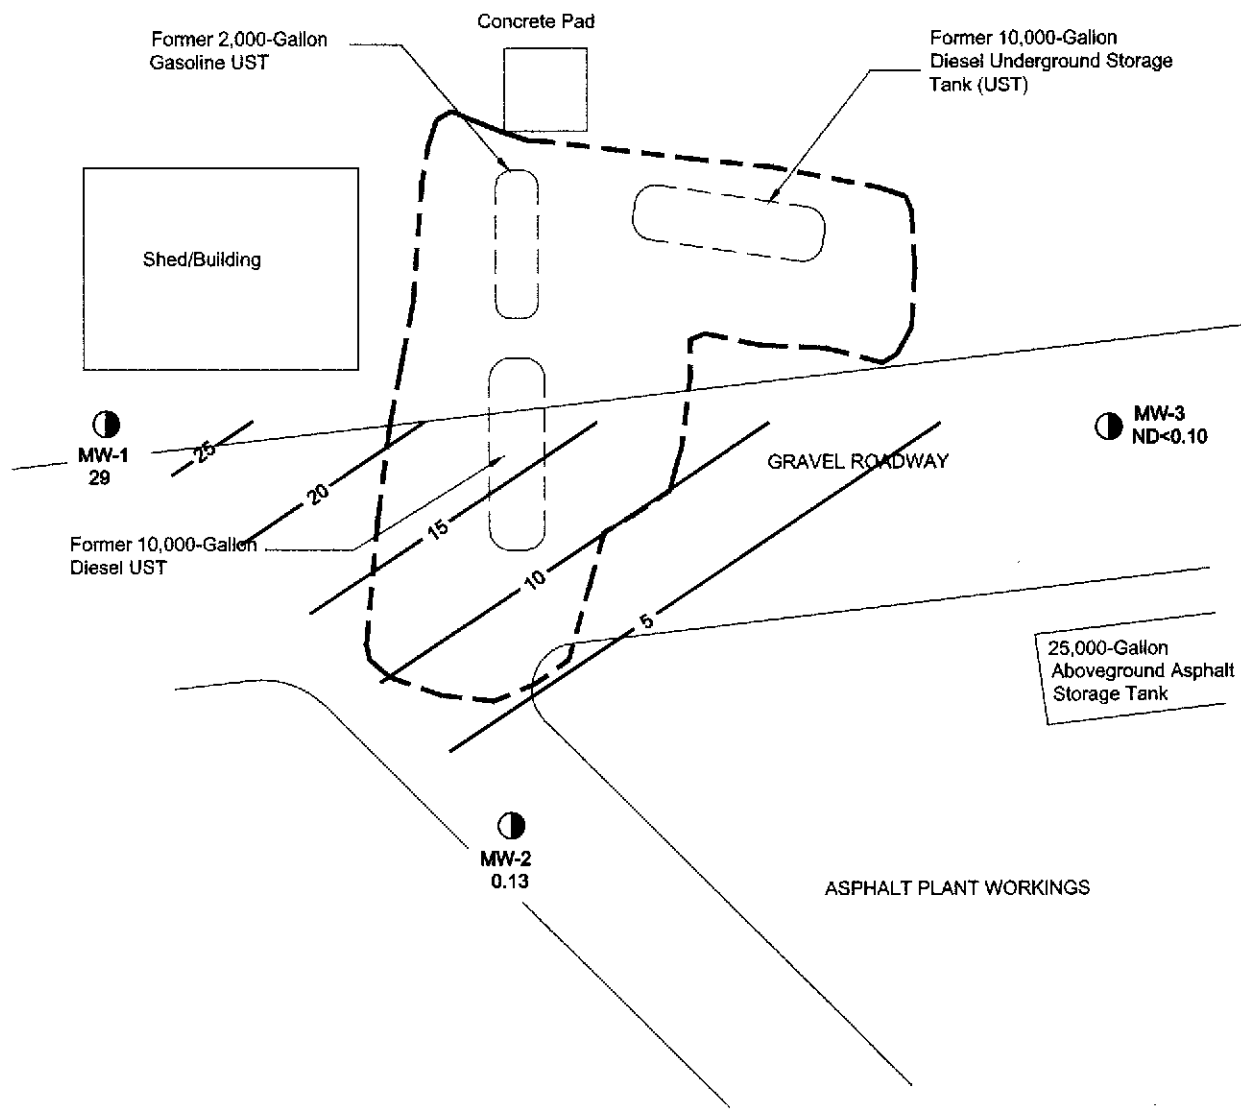 Concrete Pad
Former 2,000-Gallon
Gasoline UST
Former 10,000-Gallon
Diesel Underground Storage
Tank (UST)
Shed/Building
MW-1
29
25
20
15
10
5
MW-3
ND<0.10
GRAVEL ROADWAY
Former 10,000-Gallon
Diesel UST
25,000-Gallon
Aboveground Asphalt
Storage Tank
MW-2
0.13
ASPHALT PLANT WORKINGS